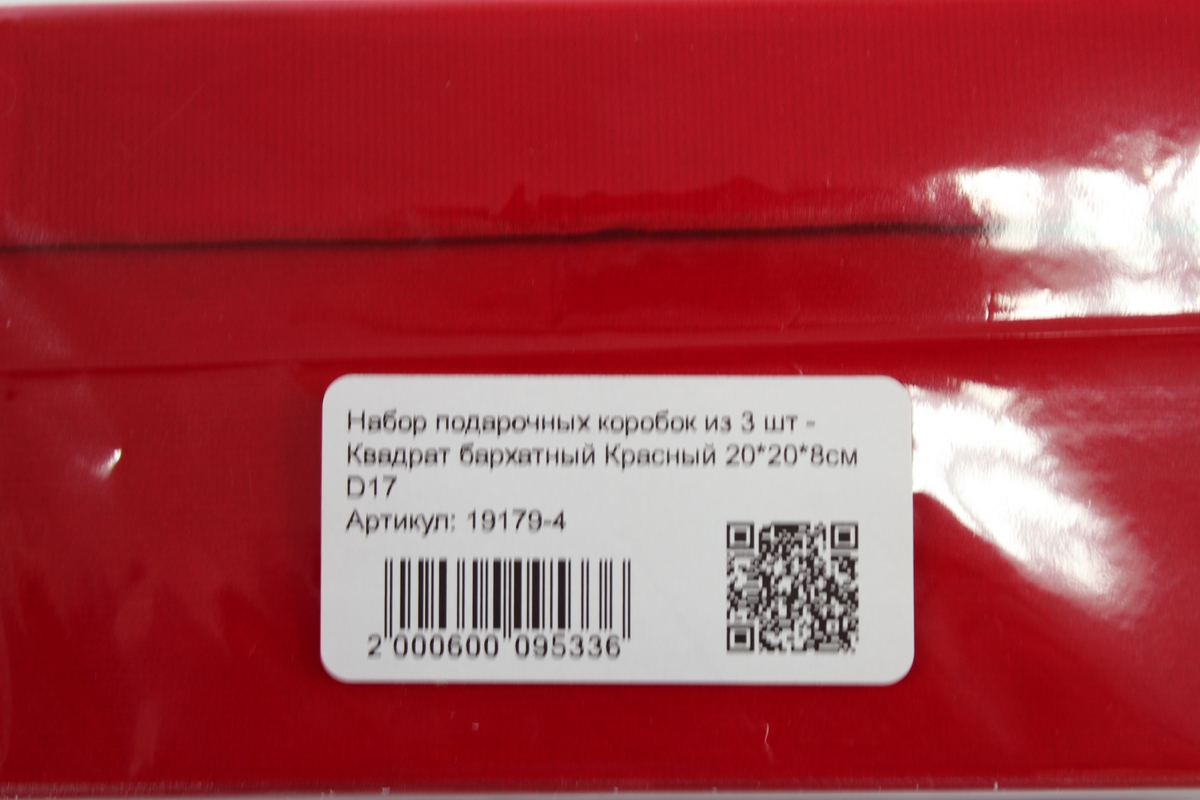 Набор подарочных коробок из 3 шт -
Квадрат бархатный Красный 20*20*8см
D17
Артикул: 19179-4
2 000600 095336